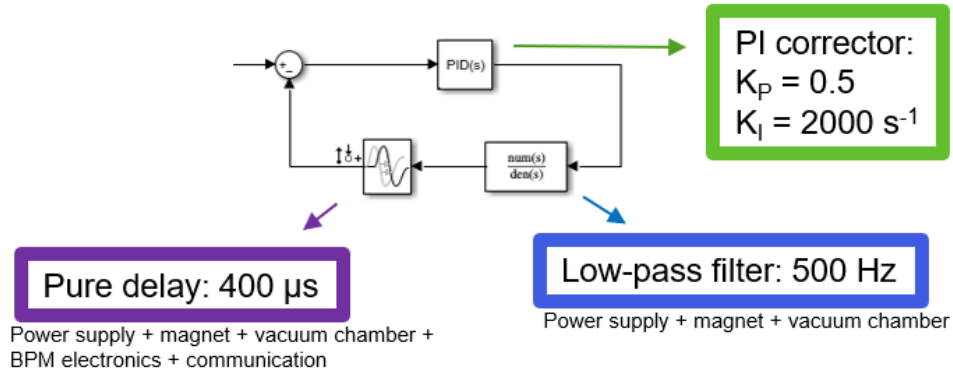 PID(s)
PI corrector:
K_P = 0.5
K_I = 2000 s⁻¹
+
−
num(s)
den(s)
+
Pure delay: 400 µs
Power supply + magnet + vacuum chamber +
BPM electronics + communication
Low-pass filter: 500 Hz
Power supply + magnet + vacuum chamber